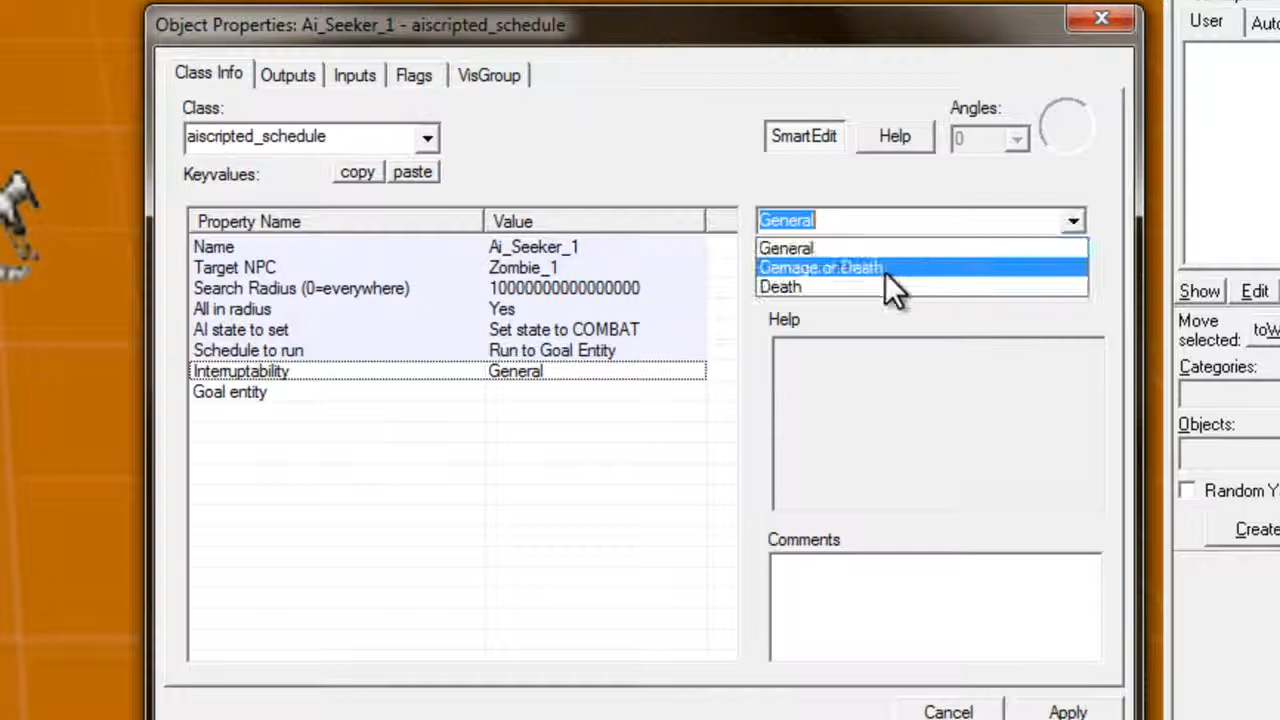 Object Properties: Ai_Seeker_1 - aiscripted_schedule
User
Class Info
Outputs
Inputs
Flags
VisGroup
Class:
Angles:
aiscripted_schedule
SmartEdit
Help
0
Keyvalues:
copy
paste
Property Name
Value
General
Name
Ai_Seeker_1
General
Target NPC
Zombie_1
Damage or Death
Search Radius (0=everywhere)
10000000000000000
Death
Show
Edit
All in radius
Yes
Help
Move
selected:
AI state to set
Set state to COMBAT
Schedule to run
Run to Goal Entity
Interruptability
General
Categories:
Goal entity
Objects:
Random Y
Create
Comments
Cancel
Apply